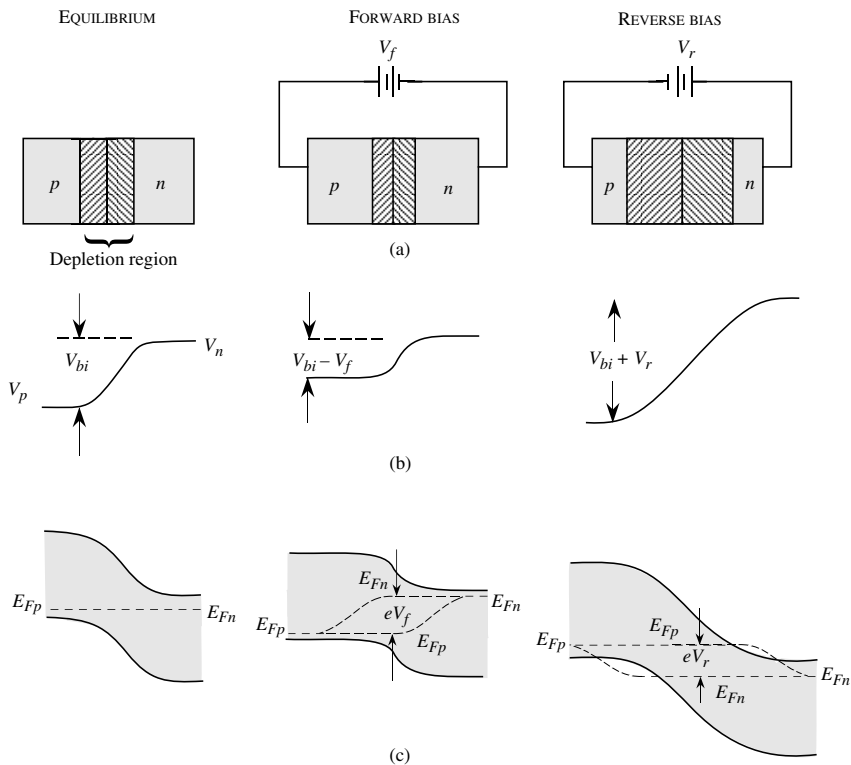 EQUILIBRIUM
FORWARD BIAS
REVERSE BIAS
V_f
V_r
p
n
p
n
p
n
Depletion region
(a)
V_p
V_bi
V_n
V_bi – V_f
V_bi + V_r
(b)
E_Fp
E_Fn
E_Fp
E_Fn
eV_f
E_Fp
E_Fn
E_Fp
E_Fp
eV_r
E_Fn
E_Fn
(c)